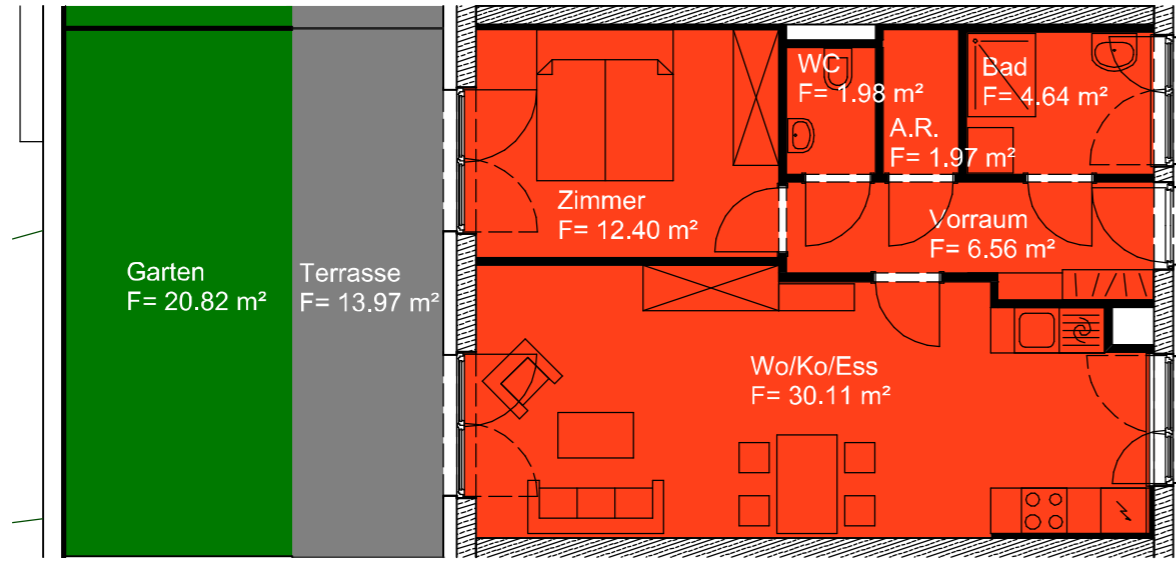 WC
F= 1.98 m²
Bad
F= 4.64 m²
A.R.
F= 1.97 m²
Zimmer
F= 12.40 m²
Vorraum
F= 6.56 m²
Garten
F= 20.82 m²
Terrasse
F= 13.97 m²
Wo/Ko/Ess
F= 30.11 m²